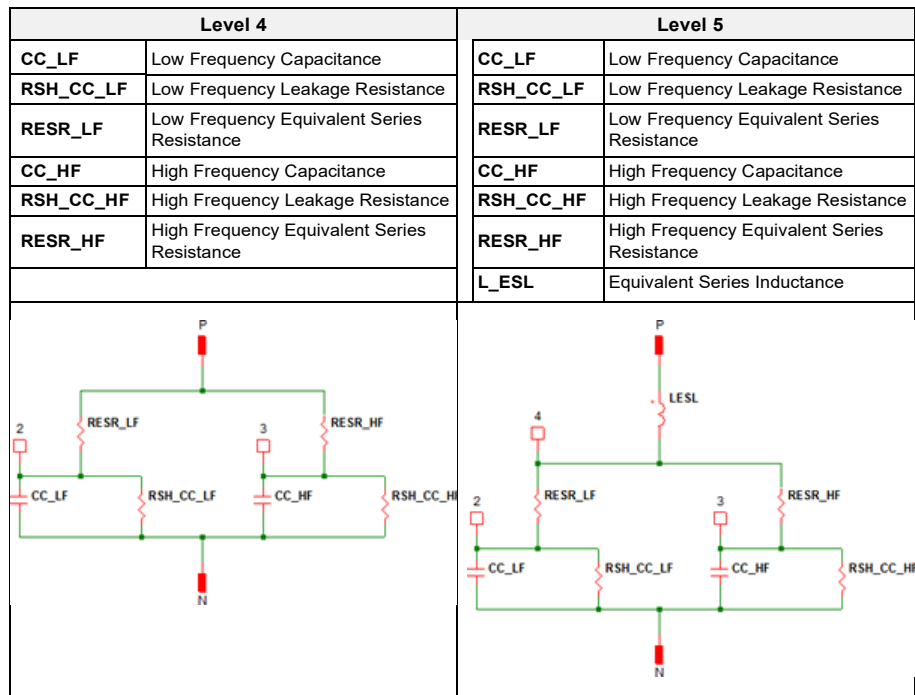 Level 4
CC_LF Low Frequency Capacitance
RSH_CC_LF Low Frequency Leakage Resistance
RESR_LF Low Frequency Equivalent Series
Resistance
CC_HF High Frequency Capacitance
RSH_CC_HF High Frequency Leakage Resistance
RESR_HF High Frequency Equivalent Series
Resistance
Level 5
CC_LF Low Frequency Capacitance
RSH_CC_LF Low Frequency Leakage Resistance
RESR_LF Low Frequency Equivalent Series
Resistance
CC_HF High Frequency Capacitance
RSH_CC_HF High Frequency Leakage Resistance
RESR_HF High Frequency Equivalent Series
Resistance
L_ESL Equivalent Series Inductance
P
RESR_LF
RESR_HF
2
3
CC_LF
RSH_CC_LF
CC_HF
RSH_CC_H
N
P
LESL
4
RESR_LF
RESR_HF
2
3
CC_LF
RSH_CC_LF
CC_HF
RSH_CC_HF
N